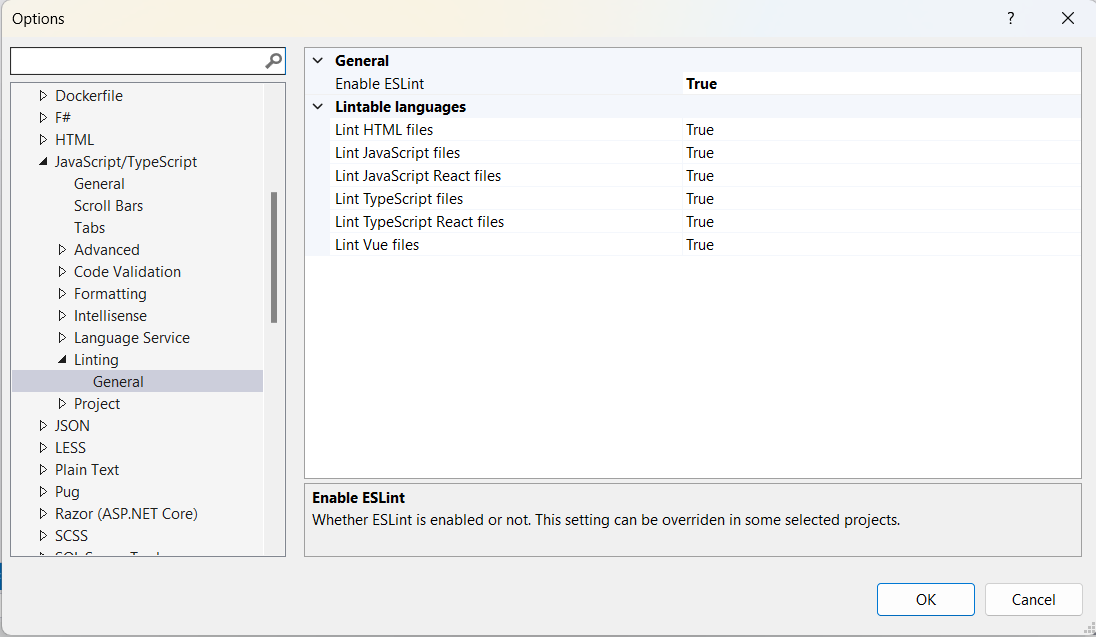 Options
?
Dockerfile
F#
HTML
JavaScript/TypeScript
General
Scroll Bars
Tabs
Advanced
Code Validation
Formatting
Intellisense
Language Service
Linting
General
Project
JSON
LESS
Plain Text
Pug
Razor (ASP.NET Core)
SCSS
General
Enable ESLint True
Lintable languages
Lint HTML files True
Lint JavaScript files True
Lint JavaScript React files True
Lint TypeScript files True
Lint TypeScript React files True
Lint Vue files True
Enable ESLint
Whether ESLint is enabled or not. This setting can be overriden in some selected projects.
OK Cancel